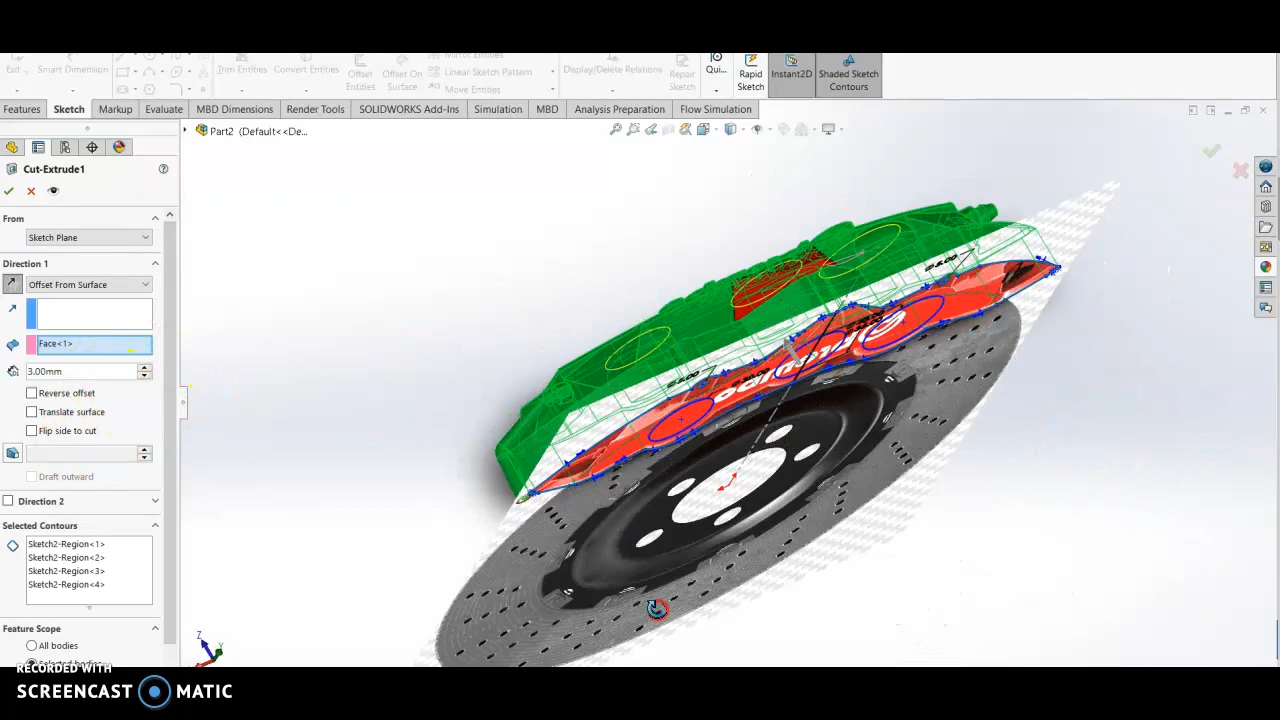 Mirror Entities
Exit ... Smart Dimension Trim Entities Convert Entities Offset Entities Offset On Surface Linear Sketch Pattern Display/Delete Relations Repair Sketch Qui... Rapid Sketch Instant2D Shaded Sketch Contours
Move Entities
Features Sketch Markup Evaluate MBD Dimensions Render Tools SOLIDWORKS Add-Ins Simulation MBD Analysis Preparation Flow Simulation
Part2 (Default<<De...
Cut-Extrude1
From
Sketch Plane
Direction 1
Offset From Surface
Face<1>
3.00mm
Reverse offset
Translate surface
Flip side to cut
Draft outward
Direction 2
Selected Contours
Sketch2-Region<1>
Sketch2-Region<2>
Sketch2-Region<3>
Sketch2-Region<4>
Feature Scope
All bodies
Selected bodies
Z
Y
RECORDED WITH
SCREENCAST MATIC